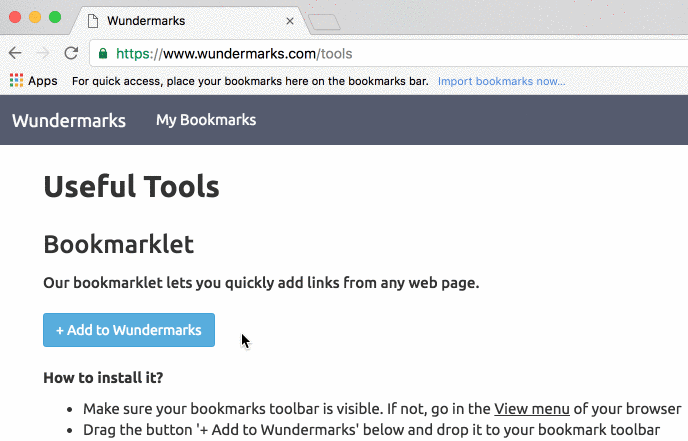 Wundermarks
https://www.wundermarks.com/tools
Apps For quick access, place your bookmarks here on the bookmarks bar. Import bookmarks now...
Wundermarks My Bookmarks
Useful Tools
Bookmarklet
Our bookmarklet lets you quickly add links from any web page.
+ Add to Wundermarks
How to install it?
• Make sure your bookmarks toolbar is visible. If not, go in the View menu of your browser
• Drag the button '+ Add to Wundermarks' below and drop it to your bookmark toolbar